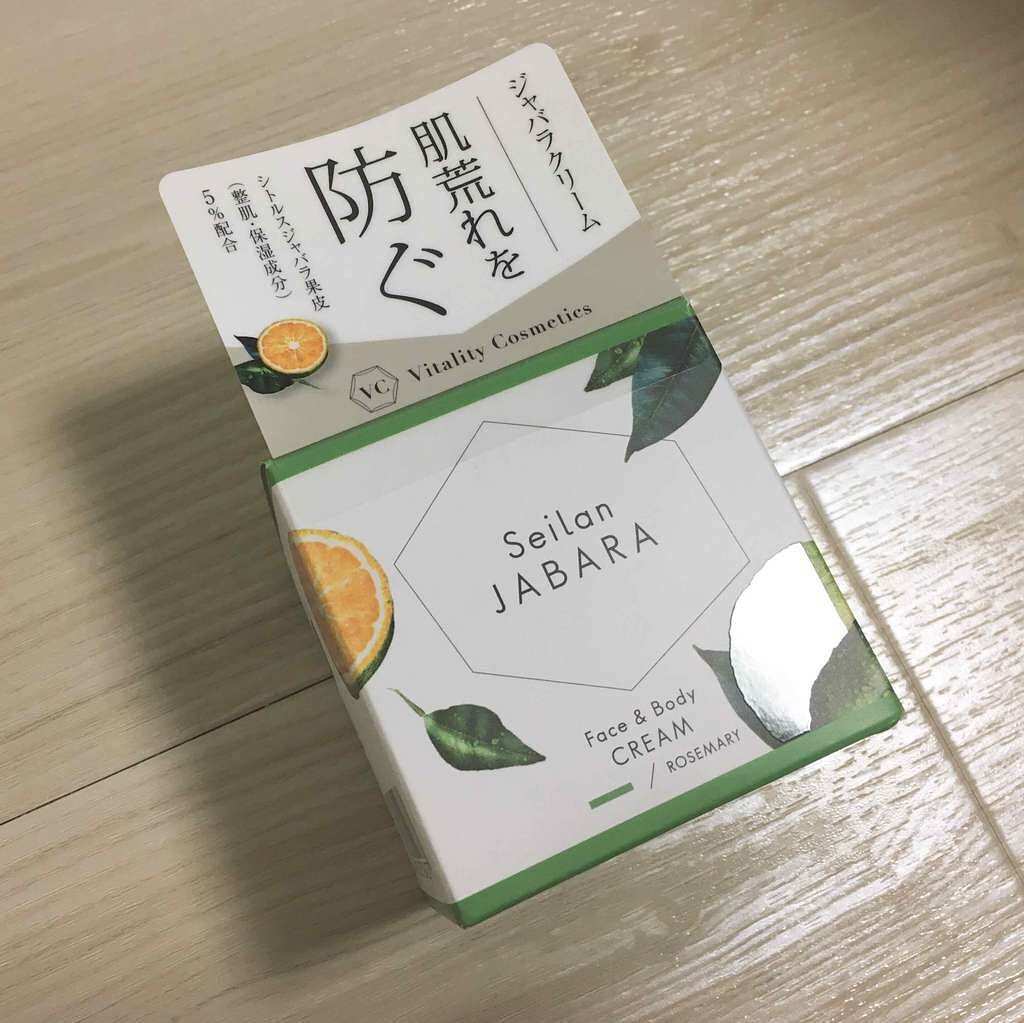 ジャバラクリーム
肌荒れを
防ぐ
シトルスジャバラ果皮
（整肌・保湿成分）
5%配合
VC Vitality Cosmetics
Seilan
JABARA
Face & Body
CREAM
/ ROSEMARY